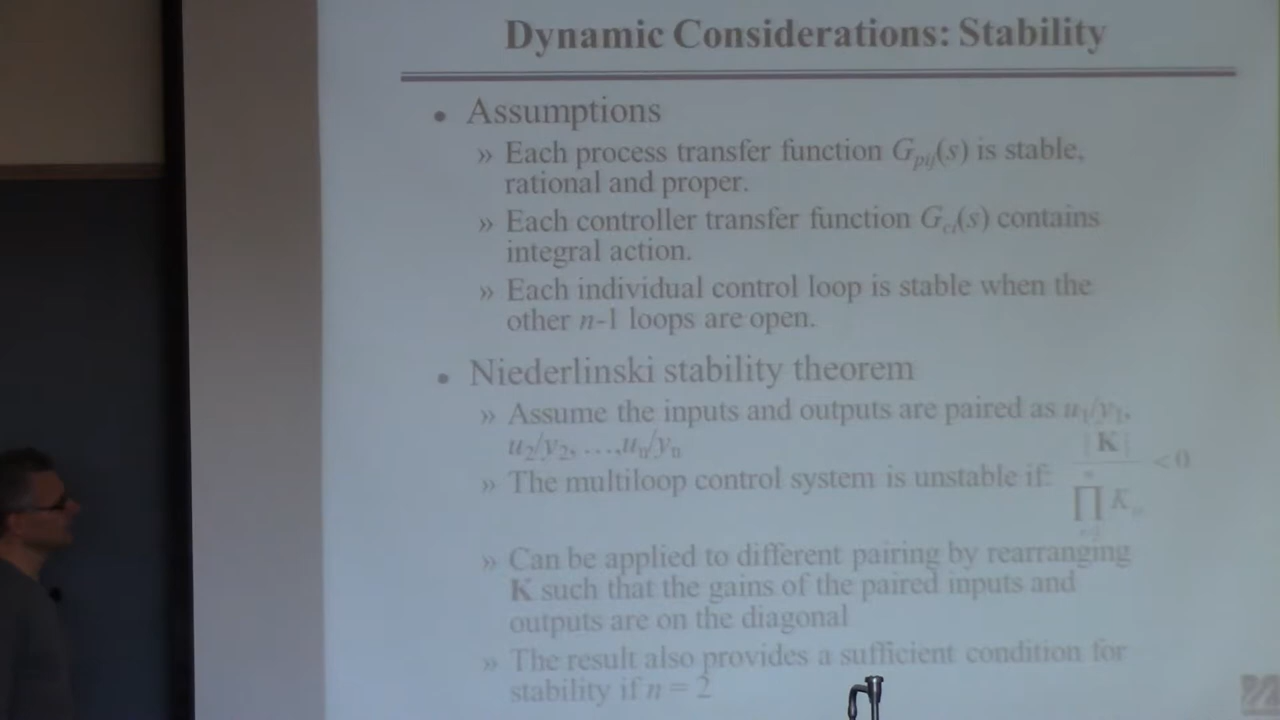 Dynamic Considerations: Stability
• Assumptions
» Each process transfer function Gpij(s) is stable,
rational and proper.
» Each controller transfer function Gci(s) contains
integral action.
» Each individual control loop is stable when the
other n-1 loops are open.
• Niederlinski stability theorem
» Assume the inputs and outputs are paired as u1/y1,
u2/y2, …,un/yn
» The multiloop control system is unstable if: |K| / ∏ K < 0
» Can be applied to different pairing by rearranging
K such that the gains of the paired inputs and
outputs are on the diagonal
» The result also provides a sufficient condition for
stability if n = 2